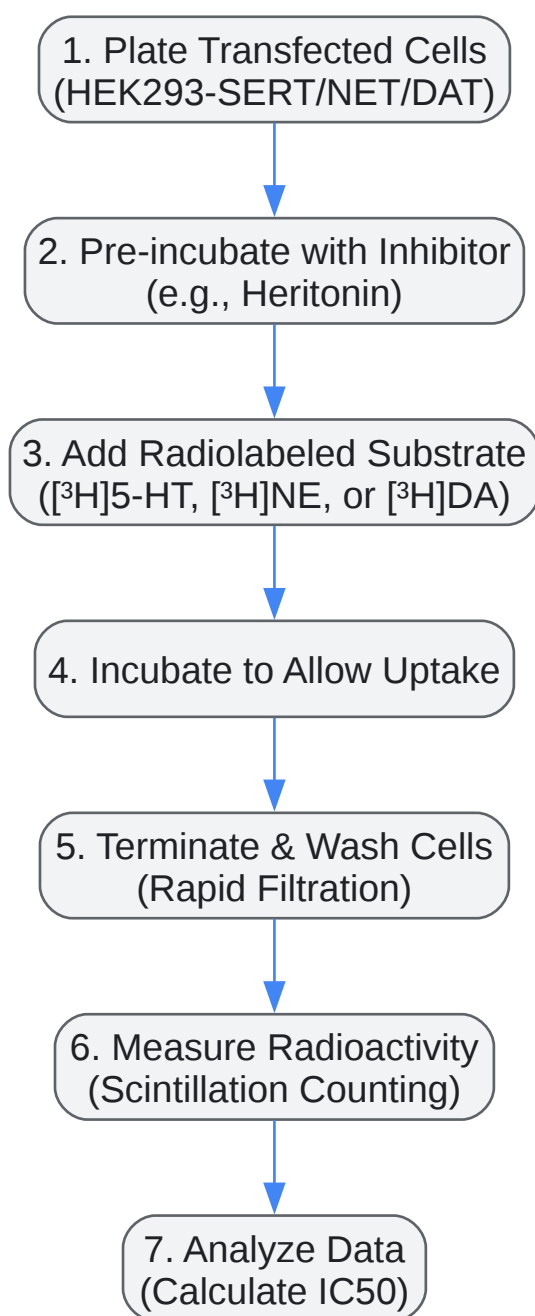 1. Plate Transfected Cells
(HEK293-SERT/NET/DAT)
2. Pre-incubate with Inhibitor
(e.g., Heritonin)
3. Add Radiolabeled Substrate
([³H]5-HT, [³H]NE, or [³H]DA)
4. Incubate to Allow Uptake
5. Terminate & Wash Cells
(Rapid Filtration)
6. Measure Radioactivity
(Scintillation Counting)
7. Analyze Data
(Calculate IC50)